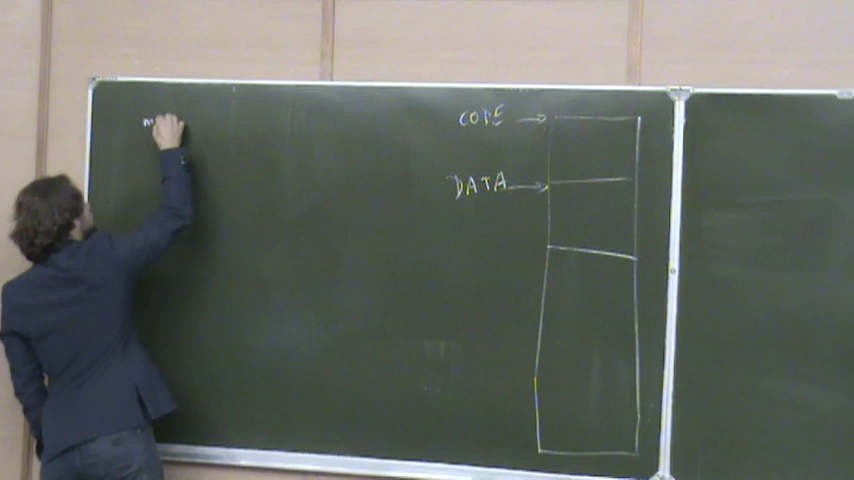 CODE →
DATA →